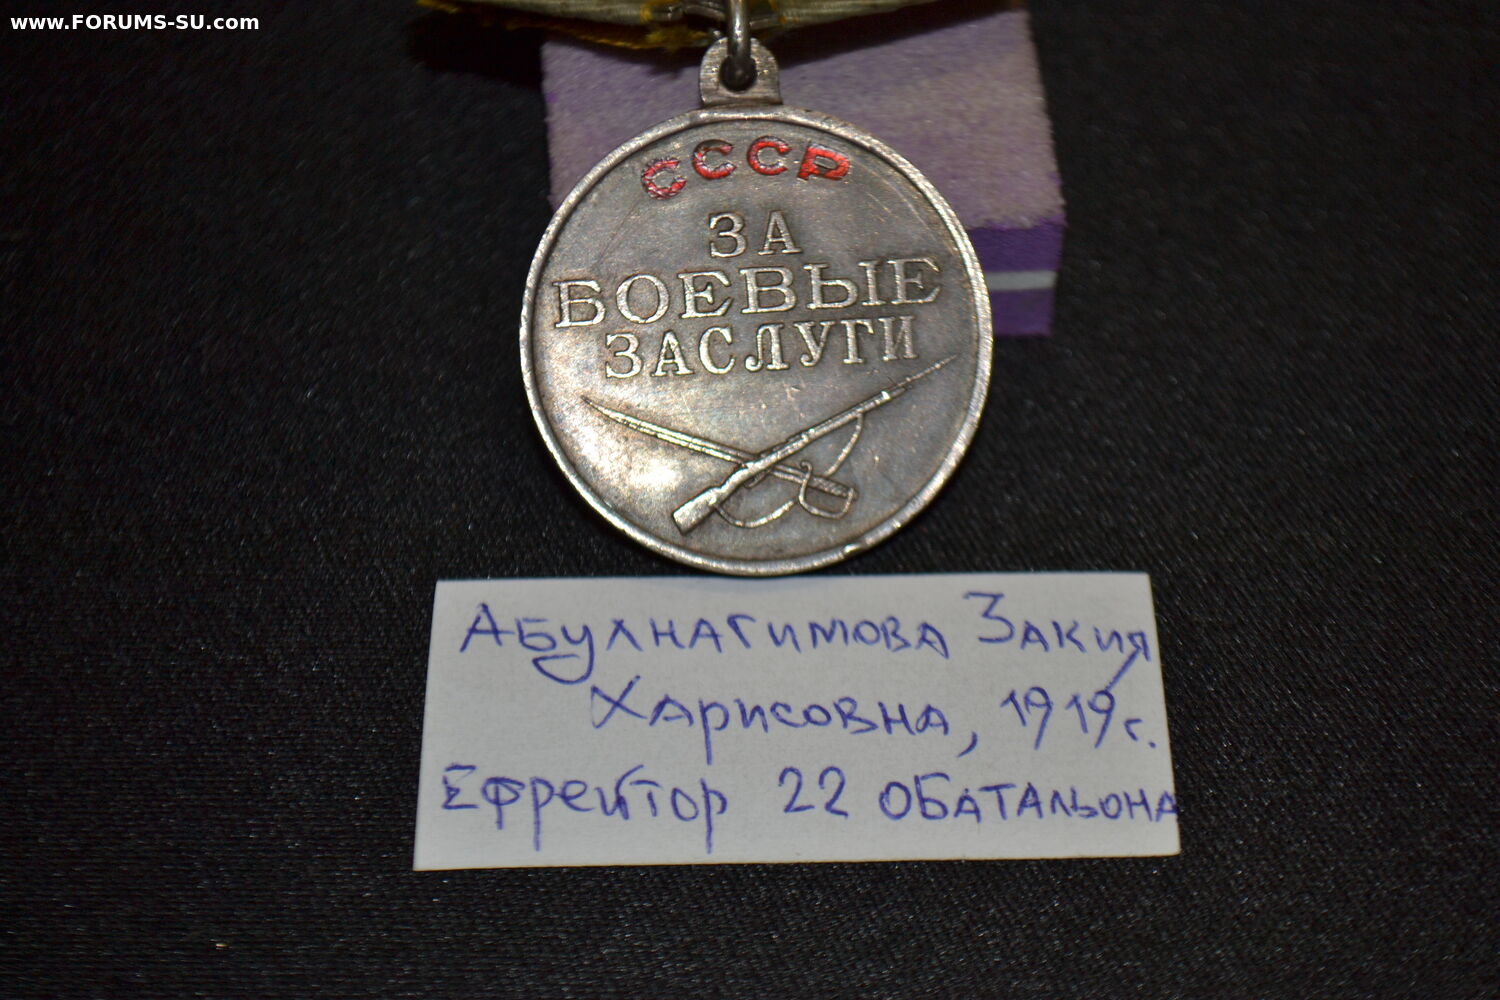 www.FORUMS-SU.com
СССР
ЗА
БОЕВЫЕ
ЗАСЛУГИ
Абулнагимова Закия
Харисовна, 1919г.
Ефрейтор 22 обатальона